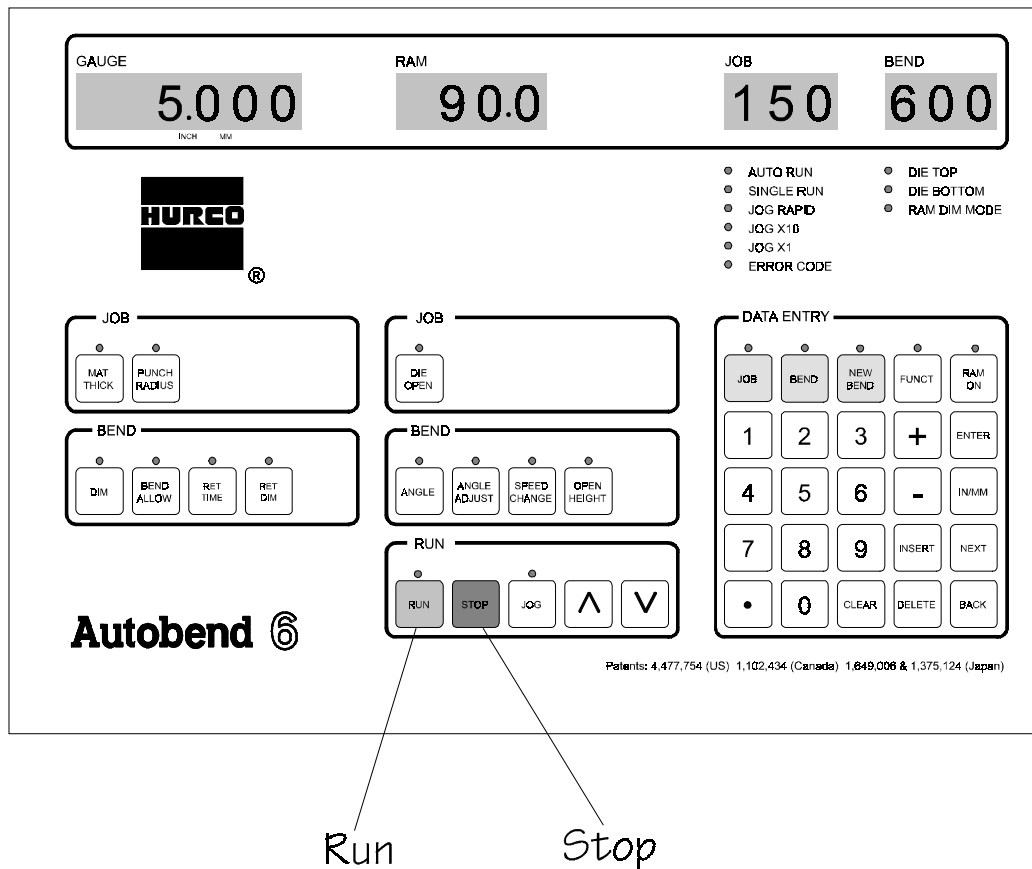 GAUGE RAM JOB BEND
5.000 90.0 150 600
INCH MM
AUTO RUN DIE TOP
SINGLE RUN DIE BOTTOM
JOG RAPID RAM DIM MODE
JOG X10
JOG X1
ERROR CODE
HURCO
®
JOB
MAT THICK
PUNCH RADIUS
JOB
DIE OPEN
BEND
DIM
BEND ALLOW
RET TIME
RET DIM
BEND
ANGLE
ANGLE ADJUST
SPEED CHANGE
OPEN HEIGHT
RUN
RUN STOP JOG ∧ ∨
DATA ENTRY
JOB BEND NEW BEND FUNCT RAM ON
1 2 3 + ENTER
4 5 6 - IN/MM
7 8 9 INSERT NEXT
• 0 CLEAR DELETE BACK
Autobend 6
Patents: 4,477,754 (US) 1,102,434 (Canada) 1,649,006 & 1,375,124 (Japan)
Run Stop